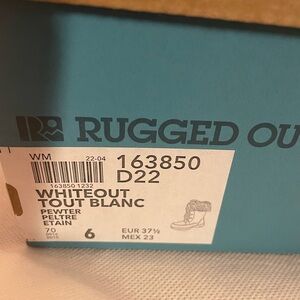 RUGGED OU
WM 22-04 163850
D22
163850 1232
WHITEOUT
TOUT BLANC
PEWTER
PELTRE
ETAIN
70 6 EUR 37½
MEX 23